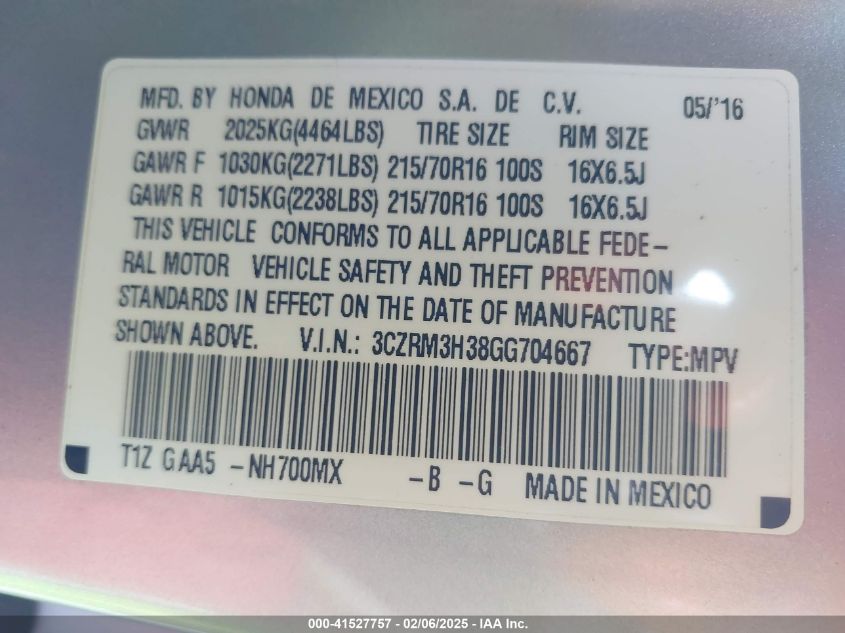 MFD. BY HONDA DE MEXICO S.A. DE C.V. 05/'16
GVWR 2025KG(4464LBS) TIRE SIZE RIM SIZE
GAWR F 1030KG(2271LBS) 215/70R16 100S 16X6.5J
GAWR R 1015KG(2238LBS) 215/70R16 100S 16X6.5J
THIS VEHICLE CONFORMS TO ALL APPLICABLE FEDE-
RAL MOTOR VEHICLE SAFETY AND THEFT PREVENTION
STANDARDS IN EFFECT ON THE DATE OF MANUFACTURE
SHOWN ABOVE. V.I.N.: 3CZRM3H38GG704667 TYPE:MPV
T1Z GAA5 -NH700MX -B -G MADE IN MEXICO
000-41527757 - 02/06/2025 - IAA Inc.